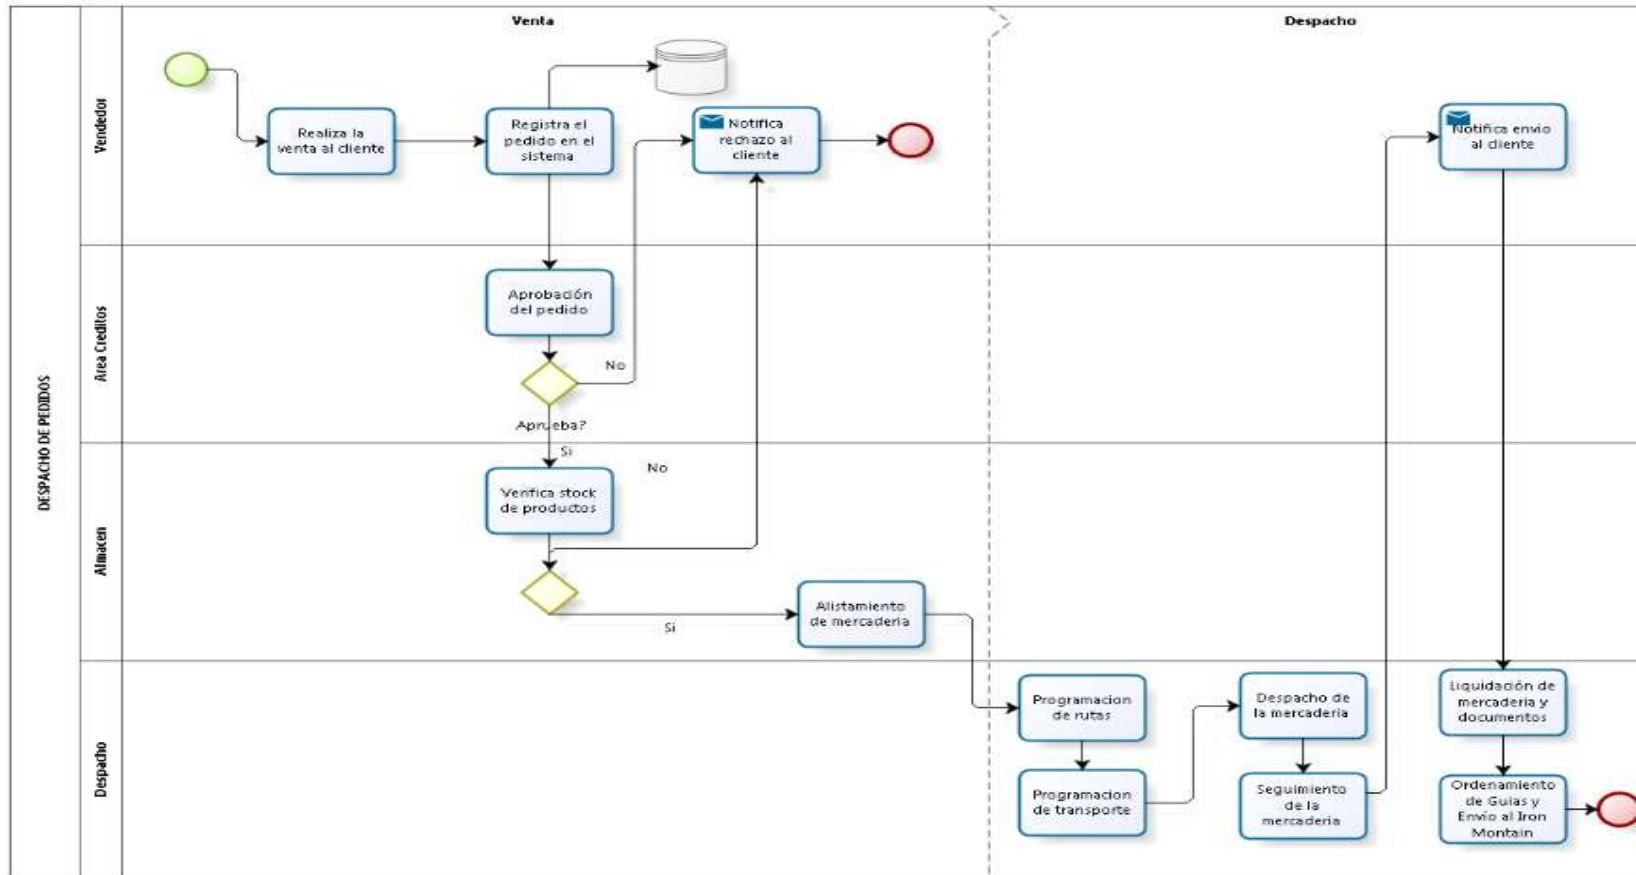 Venta
Despacho
DESPACHO DE PEDIDOS
Vendedor
Realiza la
venta al cliente
Registra el
pedido en el
sistema
Notifica
rechazo al
cliente
Notifica envio
al cliente
Area Creditos
Aprobación
del pedido
No
Aprueba?
Si
Almacen
No
Verifica stock
de productos
Si
Alistamiento
de mercaderia
Despacho
Programacion
de rutas
Despacho de
la mercaderia
Liquidación de
mercaderia y
documentos
Programacion
de transporte
Seguimiento
de la
mercaderia
Ordenamiento
de Guias y
Envio al Iron
Montain